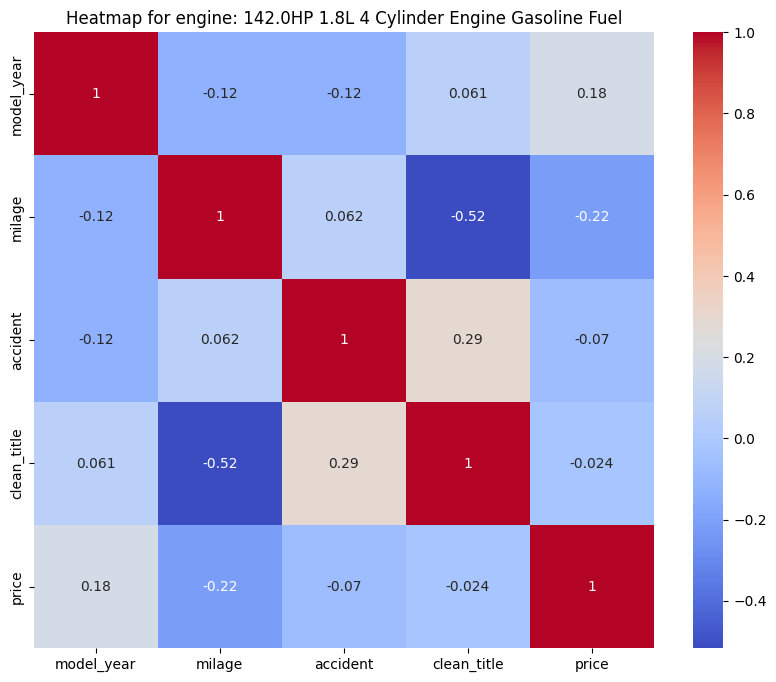 Heatmap for engine: 142.0HP 1.8L 4 Cylinder Engine Gasoline Fuel
model_year 1 -0.12 -0.12 0.061 0.18
milage -0.12 1 0.062 -0.52 -0.22
accident -0.12 0.062 1 0.29 -0.07
clean_title 0.061 -0.52 0.29 1 -0.024
price 0.18 -0.22 -0.07 -0.024 1
model_year milage accident clean_title price
1.0
0.8
0.6
0.4
0.2
0.0
−0.2
−0.4